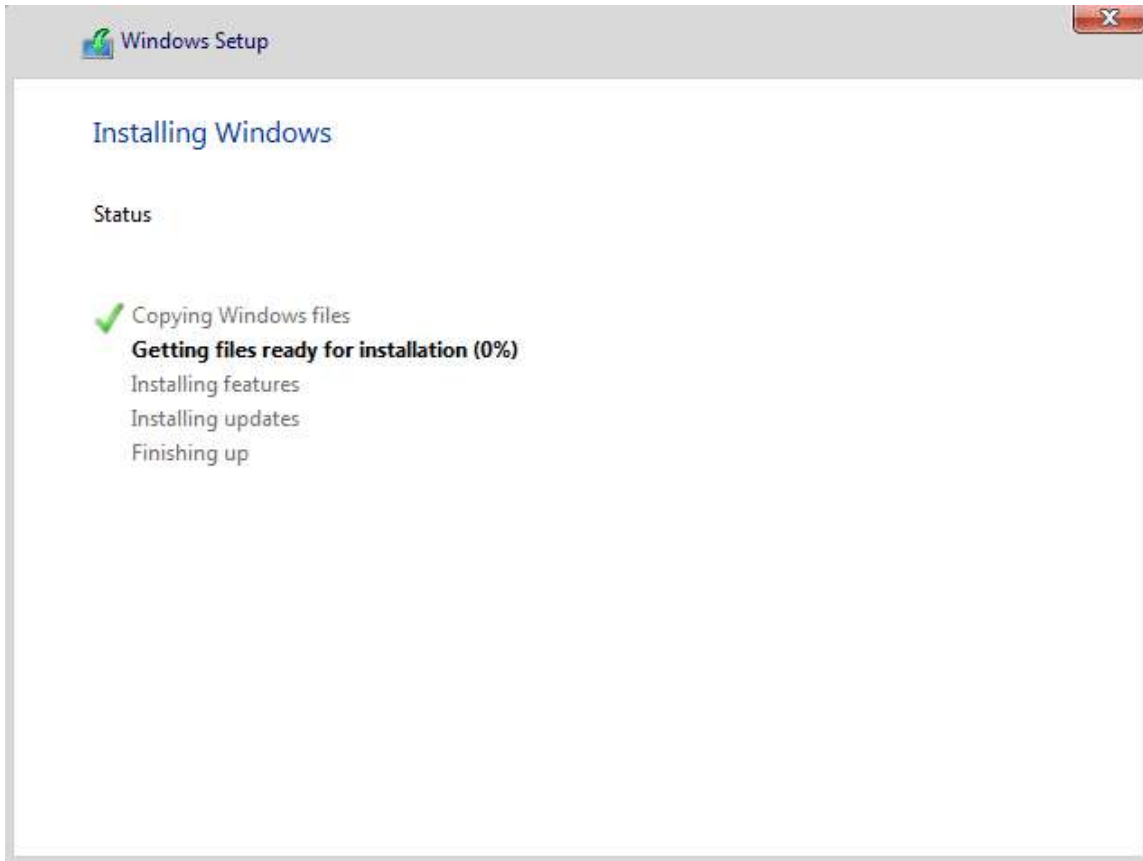 Windows Setup
Installing Windows
Status
Copying Windows files
Getting files ready for installation (0%)
Installing features
Installing updates
Finishing up